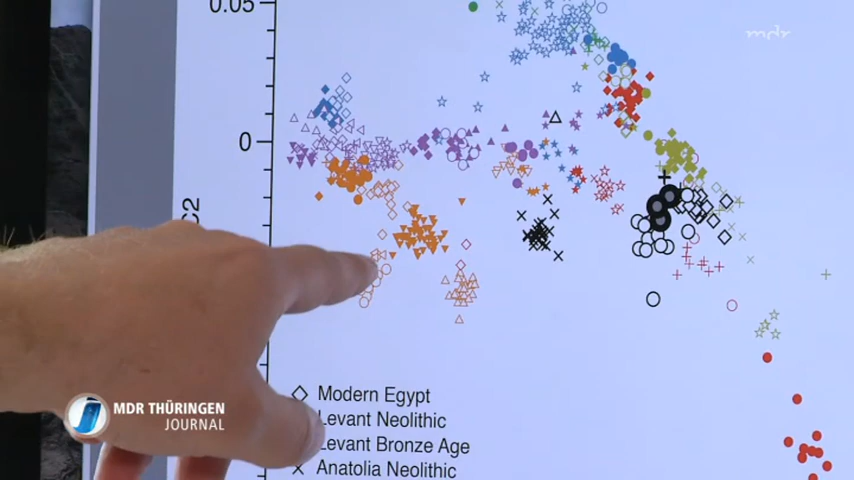 0.05
mdr
0
C2
Modern Egypt
Levant Neolithic
Levant Bronze Age
Anatolia Neolithic
MDR THÜRINGEN
JOURNAL